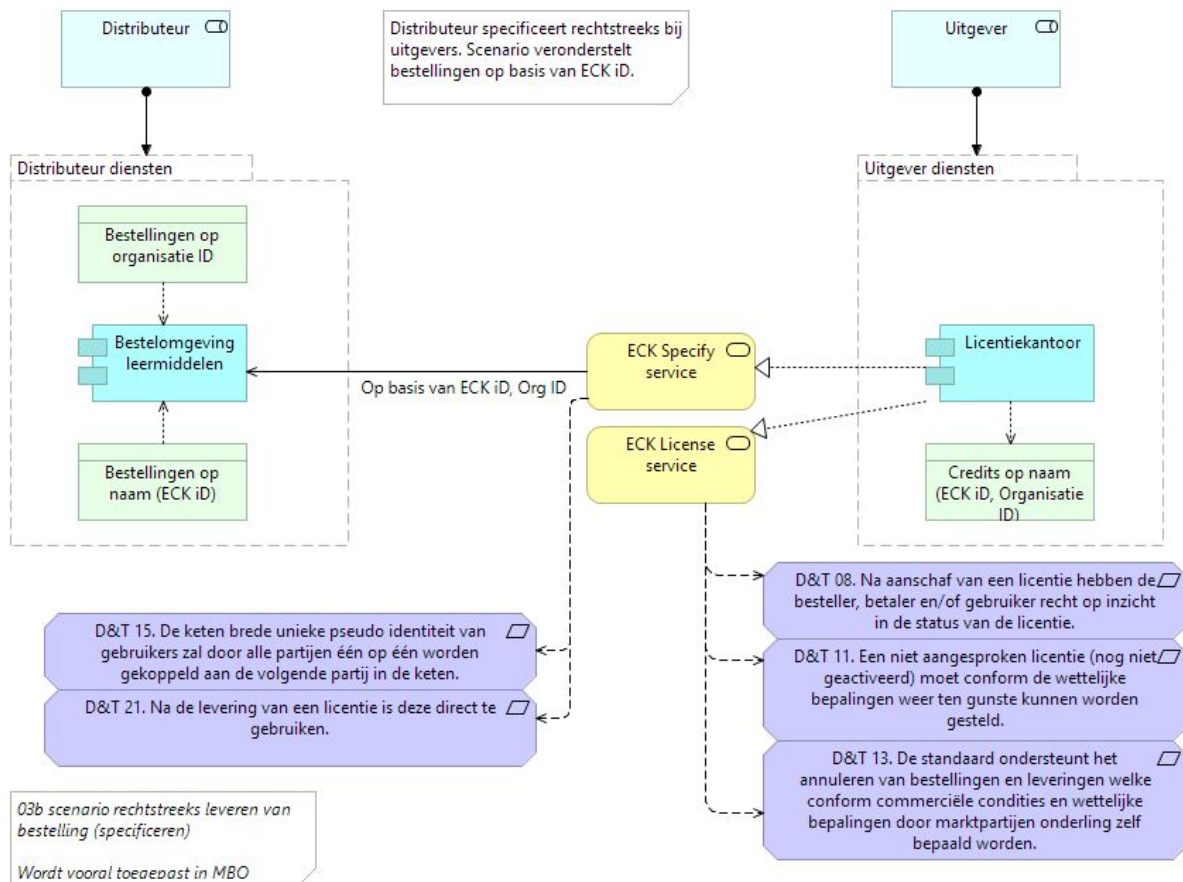 Distributeur
Distributeur specificeert rechtstreeks bij
uitgevers. Scenario veronderstelt
bestellingen op basis van ECK iD.
Uitgever
Distributeur diensten
Uitgever diensten
Bestellingen op
organisatie ID
Bestelomgeving
leermiddelen
Bestellingen op
naam (ECK iD)
Op basis van ECK iD, Org ID
ECK Specify
service
ECK License
service
Licentiekantoor
Credits op naam
(ECK iD, Organisatie
ID)
D&T 15. De keten brede unieke pseudo identiteit van
gebruikers zal door alle partijen één op één worden
gekoppeld aan de volgende partij in de keten.
D&T 21. Na de levering van een licentie is deze direct te
gebruiken.
D&T 08. Na aanschaf van een licentie hebben de
besteller, betaler en/of gebruiker recht op inzicht
in de status van de licentie.
D&T 11. Een niet aangesproken licentie (nog niet
geactiveerd) moet conform de wettelijke
bepalingen weer ten gunste kunnen worden
gesteld.
D&T 13. De standaard ondersteunt het
annuleren van bestellingen en leveringen welke
conform commerciële condities en wettelijke
bepalingen door marktpartijen onderling zelf
bepaald worden.
03b scenario rechtstreeks leveren van
bestelling (specificeren)
Wordt vooral toegepast in MBO